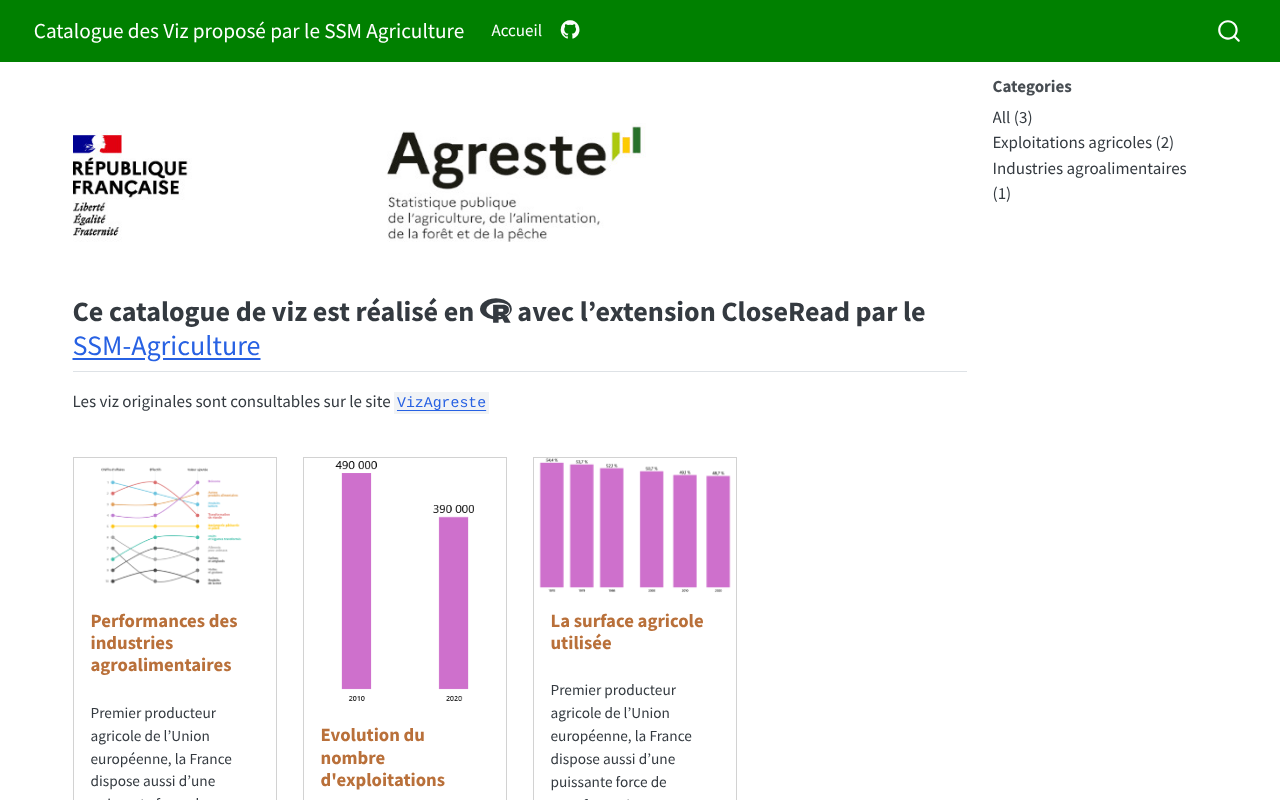 Catalogue des Viz proposé par le SSM Agriculture
Accueil
Categories
All (3)
Exploitations agricoles (2)
Industries agroalimentaires
(1)
RÉPUBLIQUE
FRANÇAISE
Liberté
Égalité
Fraternité
Agreste
Statistique publique
de l'agriculture, de l'alimentation,
de la forêt et de la pêche
Ce catalogue de viz est réalisé en R avec l’extension CloseRead par le
SSM-Agriculture
Les viz originales sont consultables sur le site VizAgreste
Performances des
industries
agroalimentaires
Premier producteur
agricole de l’Union
européenne, la France
dispose aussi d’une
490 000
390 000
2010
2020
Evolution du
nombre
d'exploitations
La surface agricole
utilisée
Premier producteur
agricole de l’Union
européenne, la France
dispose aussi d’une
puissante force de